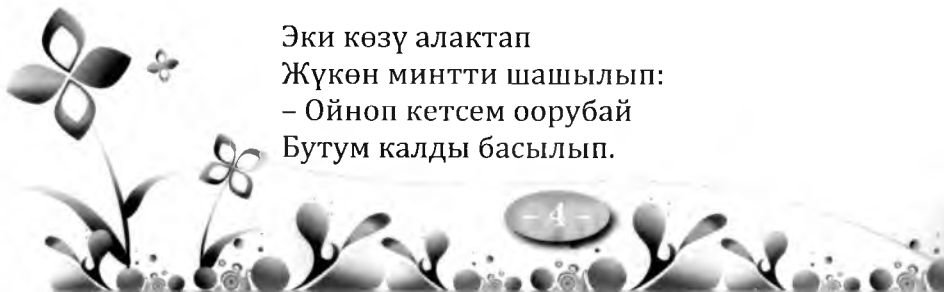 Эки көзү алактап
Жүкөн минтти шашылып:
– Ойноп кетсем оорубай
Бутум калды басылып.
- 4 -